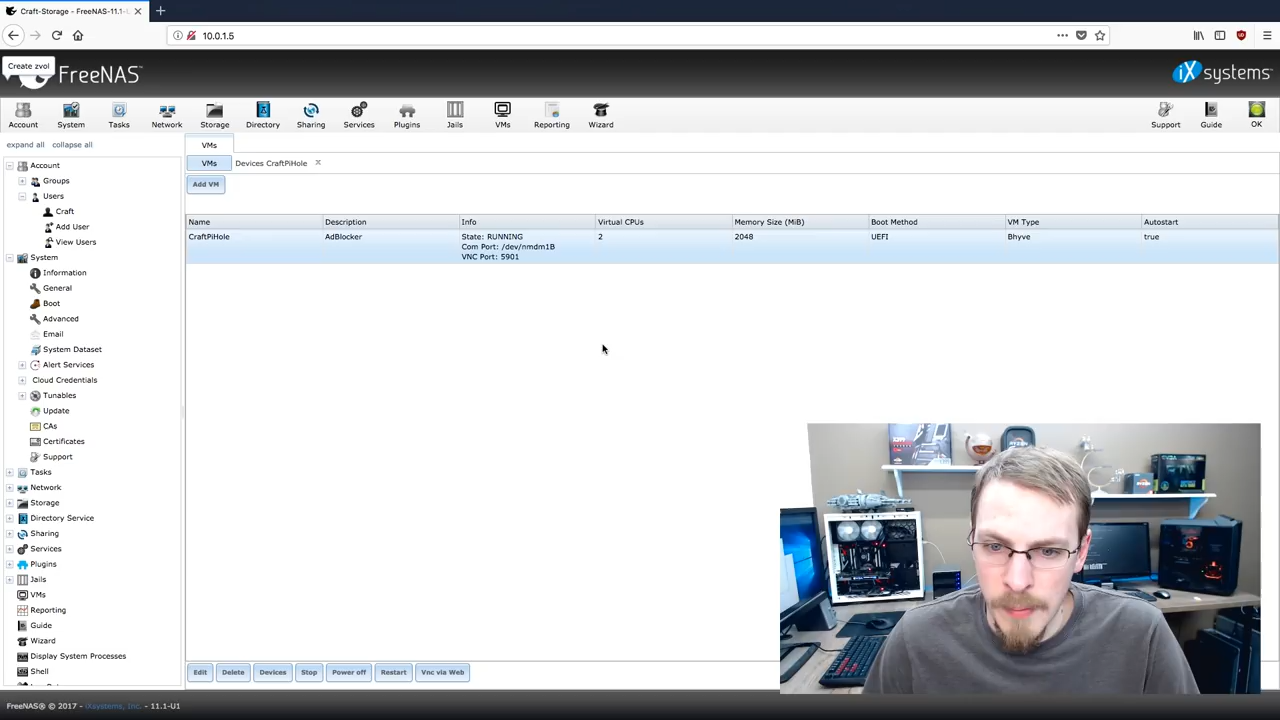 Craft-Storage - FreeNAS-11.1-U
10.0.1.5
Create zvol
FreeNAS
iXsystems
Account System Tasks Network Storage Directory Sharing Services Plugins Jails VMs Reporting Wizard Support Guide OK
expand all collapse all
VMs
VMs Devices CraftPiHole
Add VM
Name Description Info Virtual CPUs Memory Size (MiB) Boot Method VM Type Autostart
CraftPiHole AdBlocker State: RUNNING 2 2048 UEFI Bhyve true
Com Port: /dev/nmdm1B
VNC Port: 5901
Account
Groups
Users
Craft
Add User
View Users
System
Information
General
Boot
Advanced
Email
System Dataset
Alert Services
Cloud Credentials
Tunables
Update
CAs
Certificates
Support
Tasks
Network
Storage
Directory Service
Sharing
Services
Plugins
Jails
VMs
Reporting
Guide
Wizard
Display System Processes
Shell
Edit Delete Devices Stop Power off Restart Vnc via Web
FreeNAS® © 2017 - iXsystems, Inc. - 11.1-U1